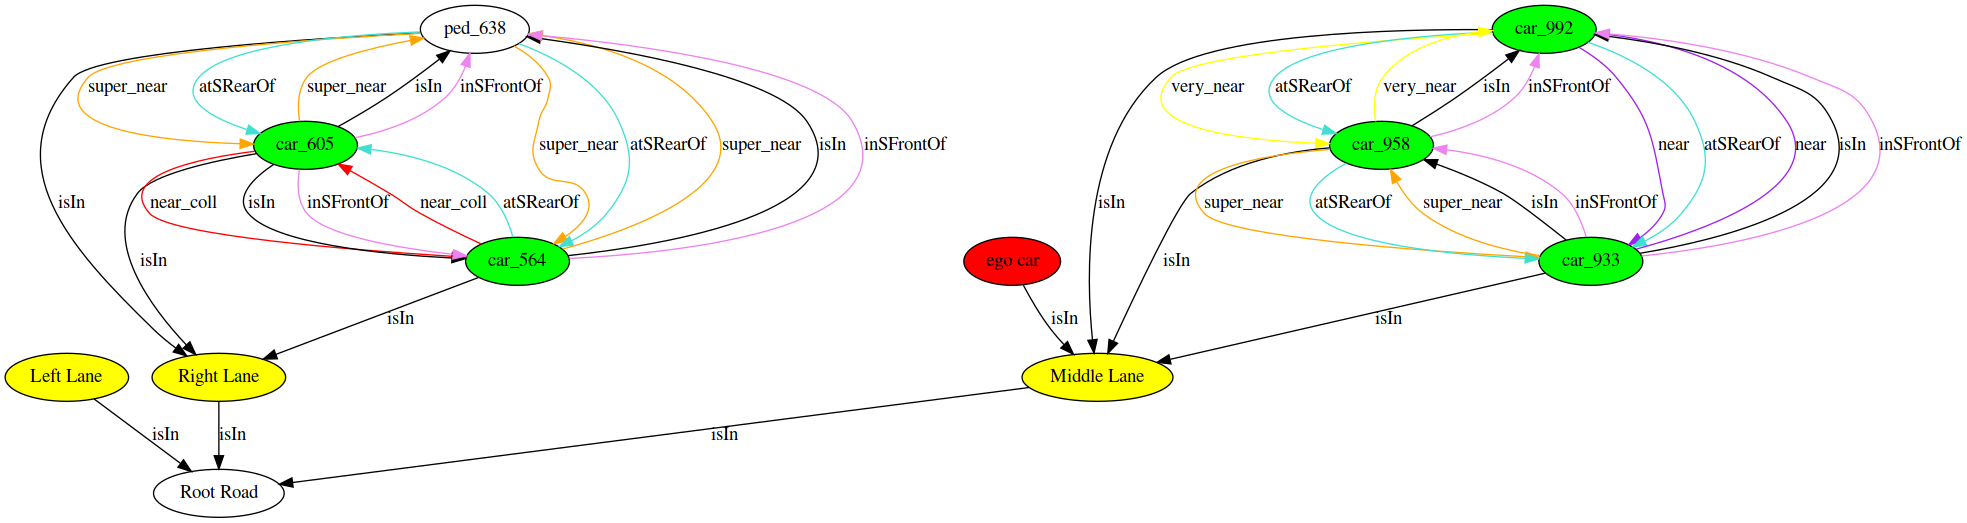 ped_638
car_992
super_near
atSRearOf
super_near
isIn
inSFrontOf
very_near
atSRearOf
very_near
isIn
inSFrontOf
car_605
super_near
atSRearOf
super_near
isIn
inSFrontOf
car_958
near
atSRearOf
near
isIn
inSFrontOf
isIn
near_coll
isIn
inSFrontOf
near_coll
atSRearOf
isIn
super_near
atSRearOf
super_near
isIn
inSFrontOf
isIn
car_564
ego car
isIn
car_933
isIn
isIn
isIn
Left Lane
Right Lane
Middle Lane
isIn
isIn
isIn
Root Road